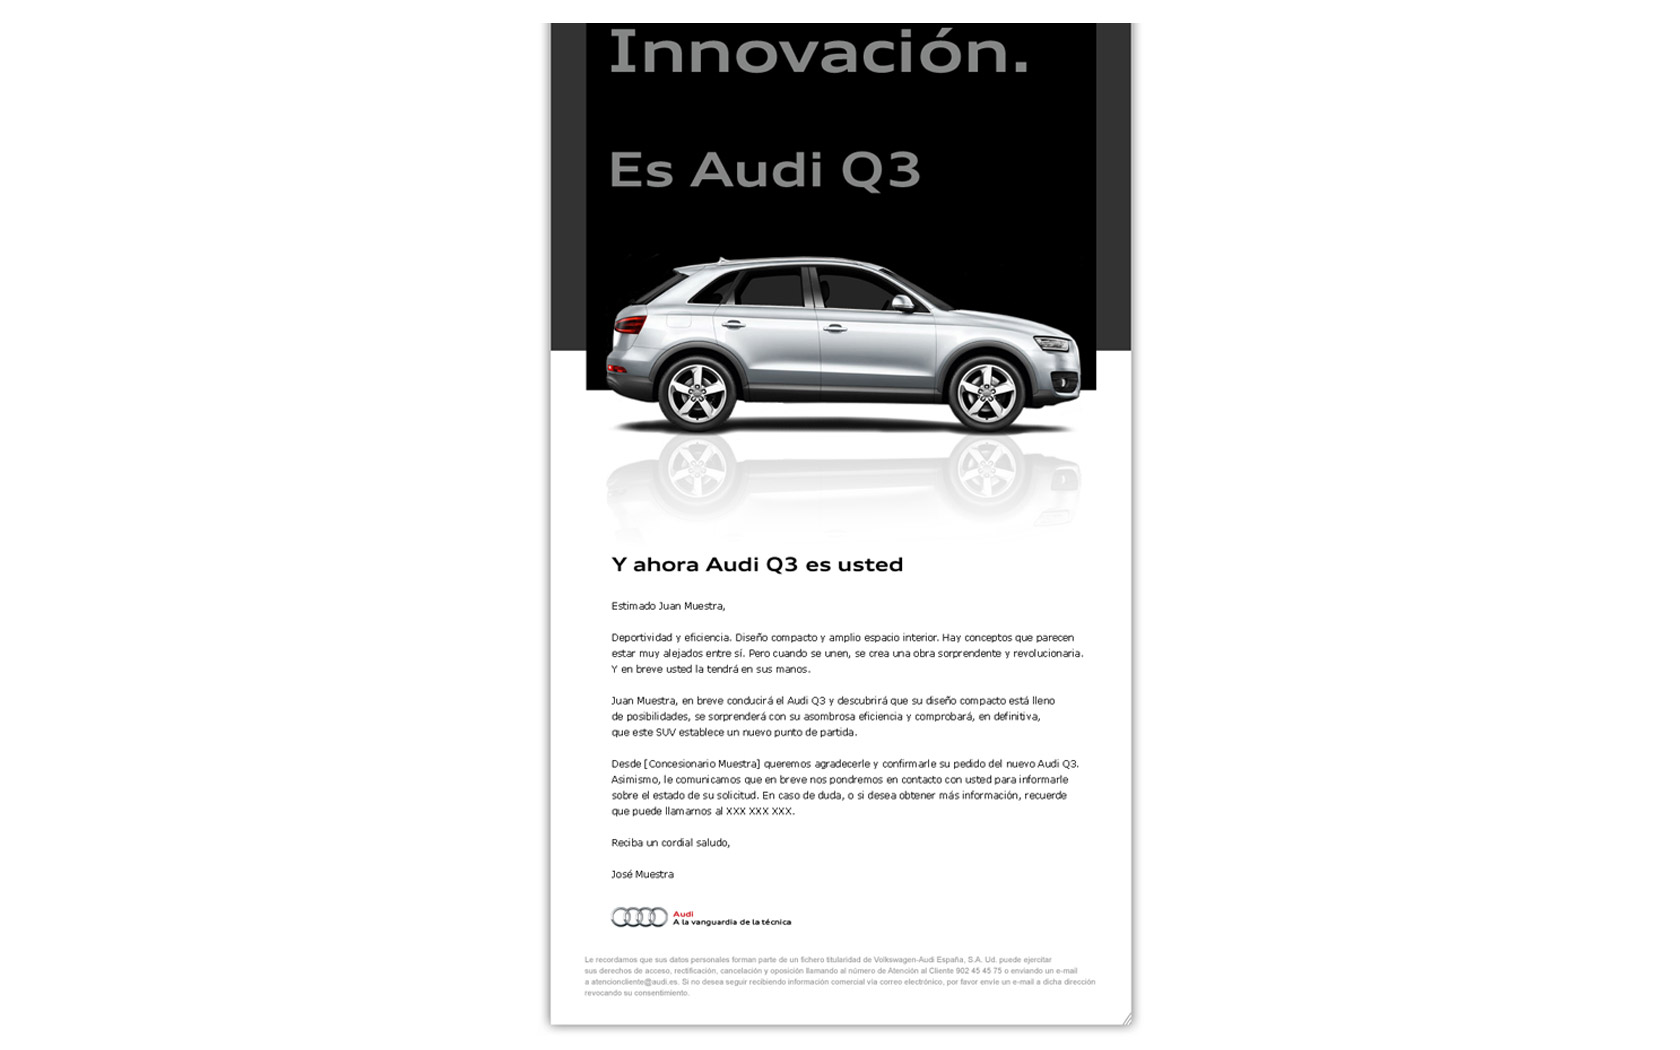 Innovación.
Es Audi Q3
Y ahora Audi Q3 es usted
Estimado Juan Muestra,
Deportividad y eficiencia. Diseño compacto y amplio espacio interior. Hay conceptos que parecen
estar muy alejados entre sí. Pero cuando se unen, se crea una obra sorprendente y revolucionaria.
Y en breve usted la tendrá en sus manos.
Juan Muestra, en breve conducirá el Audi Q3 y descubrirá que su diseño compacto está lleno
de posibilidades, se sorprenderá con su asombrosa eficiencia y comprobará, en definitiva,
que este SUV establece un nuevo punto de partida.
Desde [Concesionario Muestra] queremos agradecerle y confirmarle su pedido del nuevo Audi Q3.
Asimismo, le comunicamos que en breve nos pondremos en contacto con usted para informarle
sobre el estado de su solicitud. En caso de duda, o si desea obtener más información, recuerde
que puede llamarnos al XXX XXX XXX.
Reciba un cordial saludo,
José Muestra
Audi
A la vanguardia de la técnica
Le recordamos que sus datos personales forman parte de un fichero titularidad de Volkswagen-Audi España, S.A. Ud. puede ejercitar
sus derechos de acceso, rectificación, cancelación y oposición llamando al número de Atención al Cliente 902 45 45 75 o enviando un e-mail
a atencioncliente@audi.es. Si no desea seguir recibiendo información comercial vía correo electrónico, por favor envíe un e-mail a dicha dirección
revocando su consentimiento.